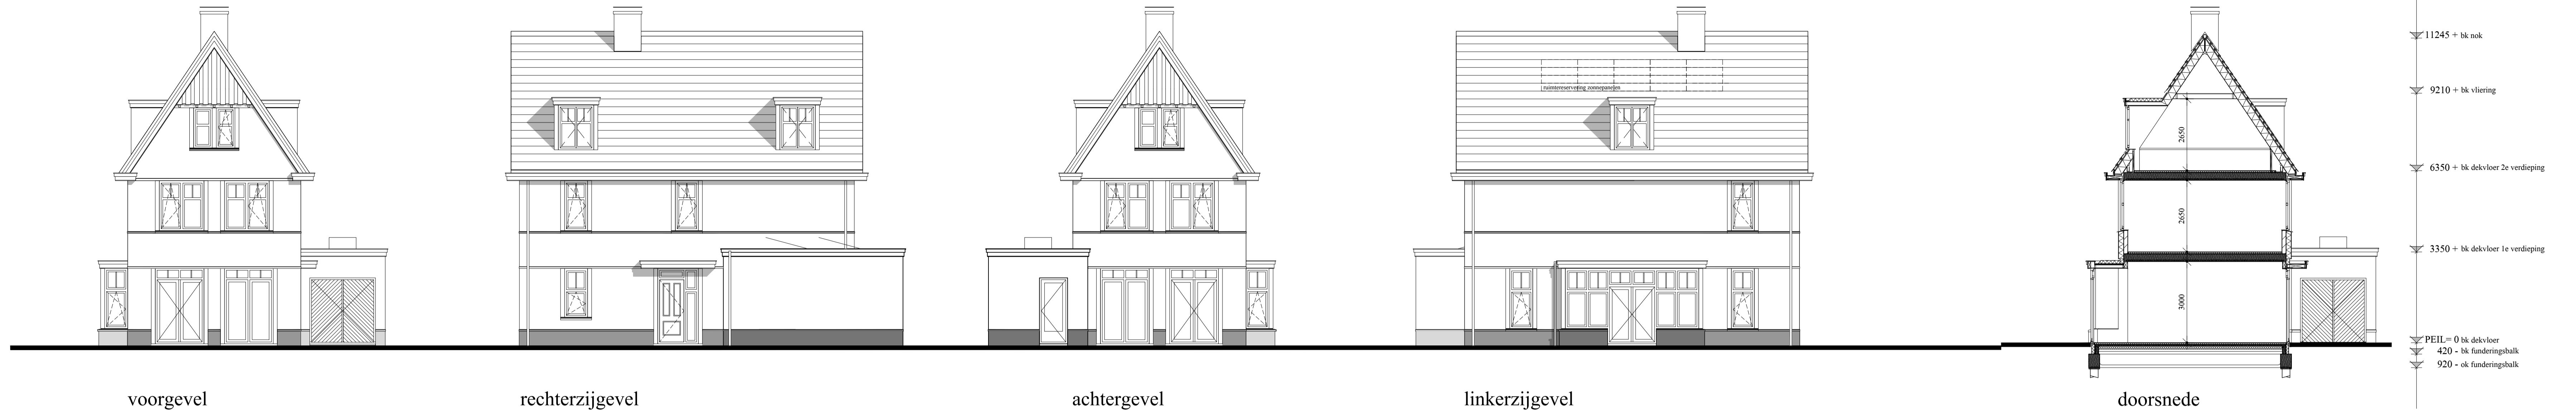 11245 + bk nok
ruimtereservering zonnepanelen
9210 + bk vliering
2650
6350 + bk dekvloer 2e verdieping
2650
3350 + bk dekvloer 1e verdieping
3000
PEIL= 0 bk dekvloer
420 - bk funderingsbalk
920 - ok funderingsbalk
voorgevel
rechterzijgevel
achtergevel
linkerzijgevel
doorsnede